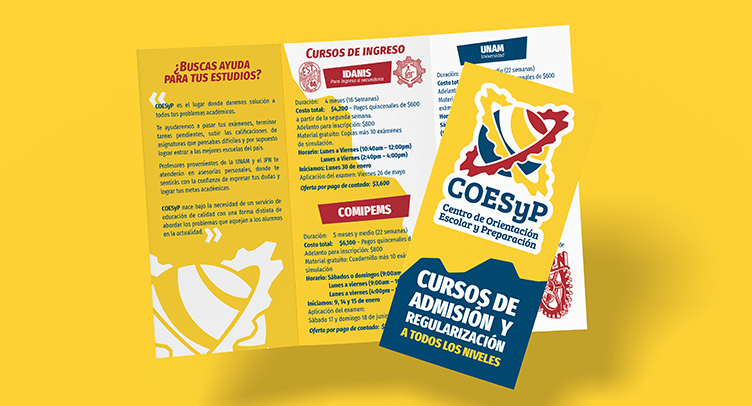 ¿BUSCAS AYUDA
PARA TUS ESTUDIOS?
COESyP es el lugar donde daremos solución a
todos tus problemas académicos.
Te ayudaremos a pasar tus exámenes, terminar
tareas pendientes, subir las calificaciones de
asignaturas que pensabas difíciles y por supuesto
lograr entrar a las mejores escuelas del país.
Profesores provenientes de la UNAM y el IPN te
atenderán en asesorías personales, donde te
sentirás con la confianza de expresar tus dudas y
lograr tus metas académicas.
COESyP nace bajo la necesidad de un servicio de
educación de calidad con una forma distinta de
abordar los problemas que aquejan a los alumnos
en la actualidad.
CURSOS DE INGRESO
IDANIS
Para ingreso a secundaria
Duración: 4 meses (16 Semanas)
Costo total: $4,200 – Pagos quincenales de $600
a partir de la segunda semana.
Adelanto para inscripción: $800
Material gratuito: Copias más 10 exámenes
de simulación.
Horario: Lunes a Viernes (10:40am – 12:00pm)
Lunes a Viernes (2:40pm – 4:00pm)
Iniciamos: Lunes 30 de enero
Aplicación del examen: Viernes 26 de mayo
Oferta por pago de contado: $3,600
COMIPEMS
Duración: 5 meses y medio (22 semanas)
Costo total: $6,100 – Pagos quincenales d
Adelanto para inscripción: $800
Material gratuito: Cuadernillo más 10 exá
simulación
Horario: Sábados o domingos (9:00am
Lunes a viernes (9:00am – 1
Lunes a viernes (4:00pm –
Iniciamos: 9, 14 y 15 de enero
Aplicación del examen:
Sábado 17 y domingo 18 de junio
Oferta por pago de contado: $
UNAM
Universidad
Duración:
(22 semanas)
Costo total:
de $600
Adelanto
Material
simulación
Horario:
COESyP
Centro de Orientación
Escolar y Preparación
CURSOS DE
ADMISIÓN Y
REGULARIZACIÓN
A TODOS LOS NIVELES